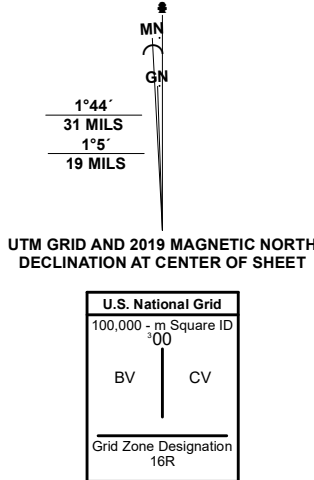 MN
GN
1°44´
31 MILS
1°5´
19 MILS
UTM GRID AND 2019 MAGNETIC NORTH
DECLINATION AT CENTER OF SHEET
U.S. National Grid
100,000 - m Square ID
³00
BV CV
Grid Zone Designation
16R